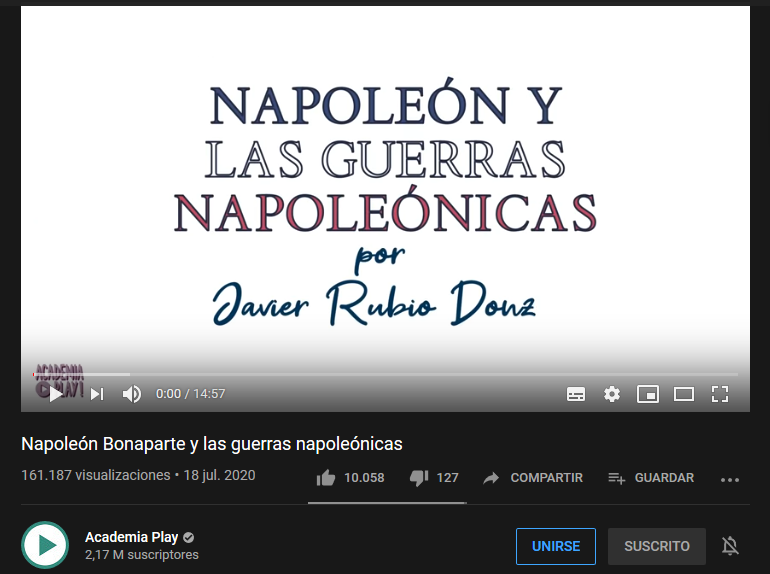 NAPOLEÓN Y
LAS GUERRAS
NAPOLEÓNICAS
por
Javier Rubio Donz
ACADEMIA
PLAY!
0:00 / 14:57
Napoleón Bonaparte y las guerras napoleónicas
161.187 visualizaciones • 18 jul. 2020
10.058
127
COMPARTIR
GUARDAR
Academia Play
2,17 M suscriptores
UNIRSE
SUSCRITO